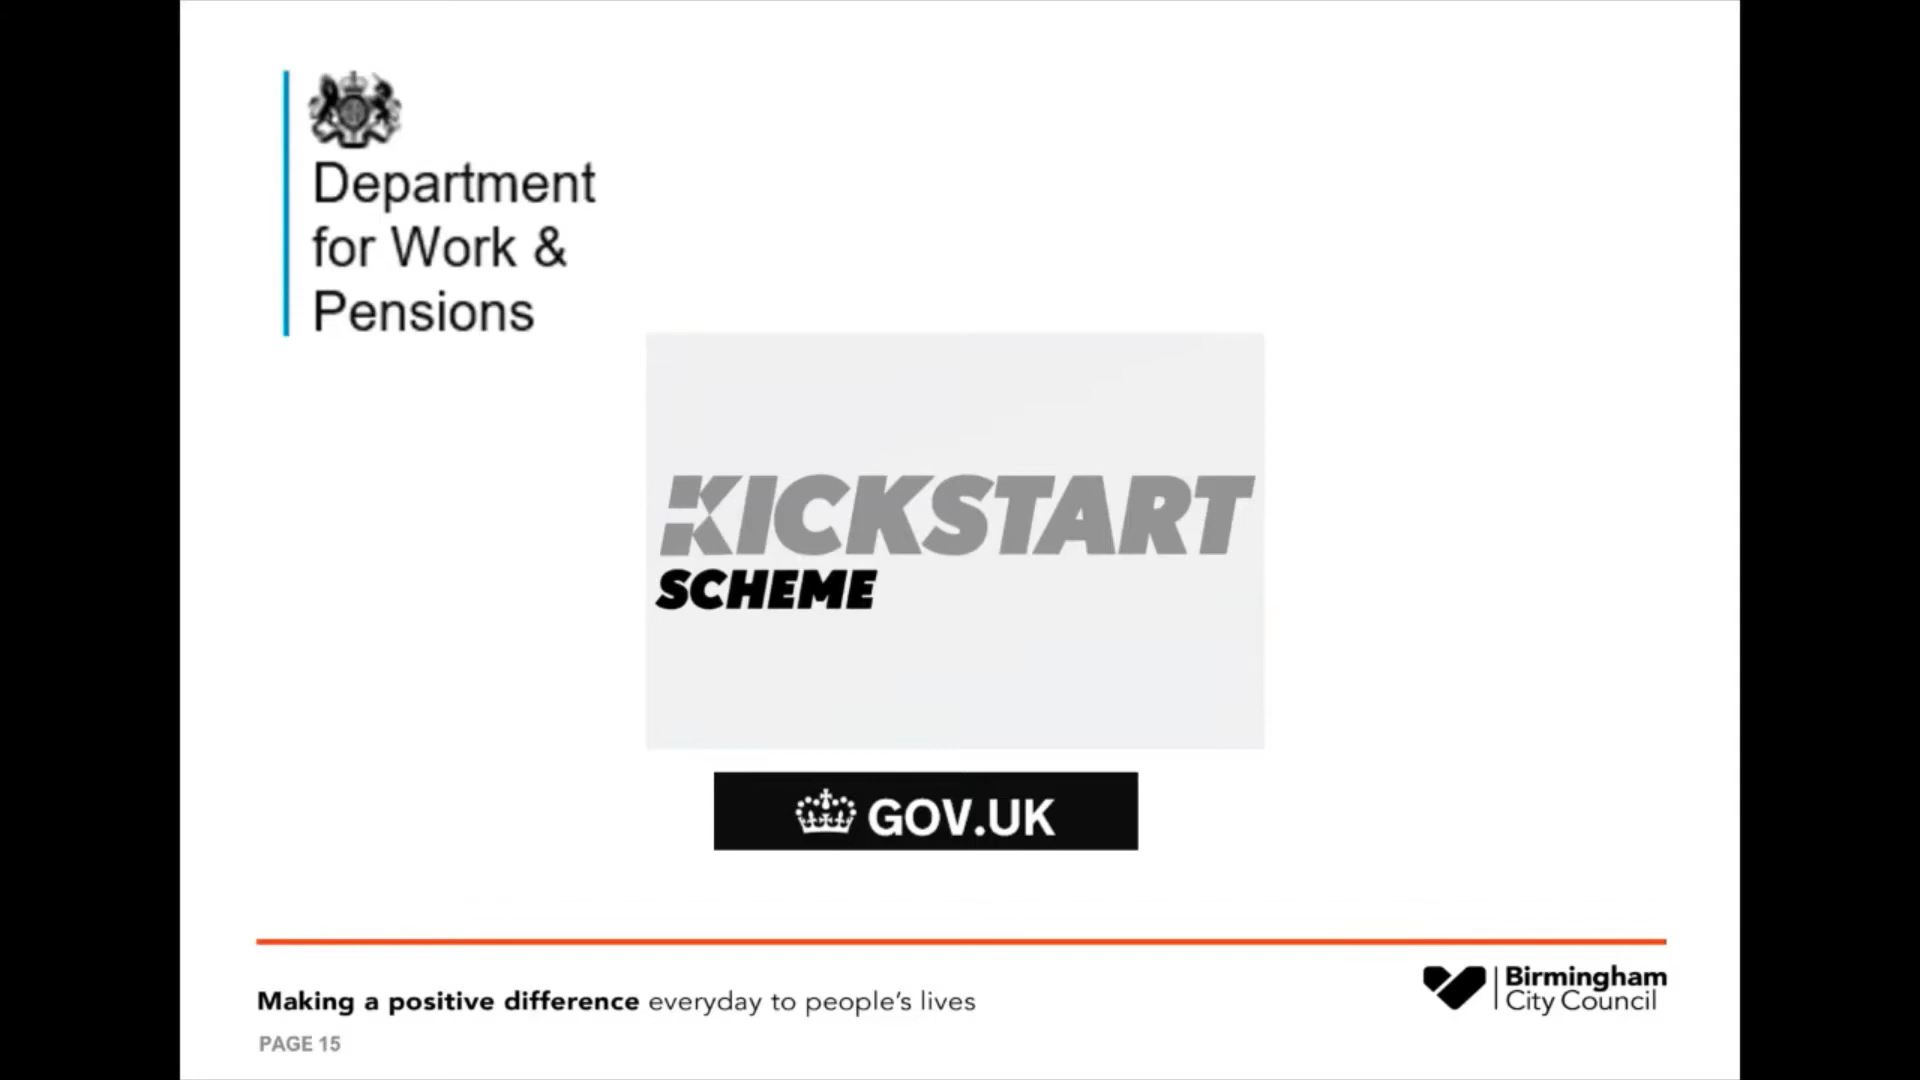 Department
for Work &
Pensions
KICKSTART
SCHEME
GOV.UK
Making a positive difference everyday to people's lives
PAGE 15
Birmingham
City Council